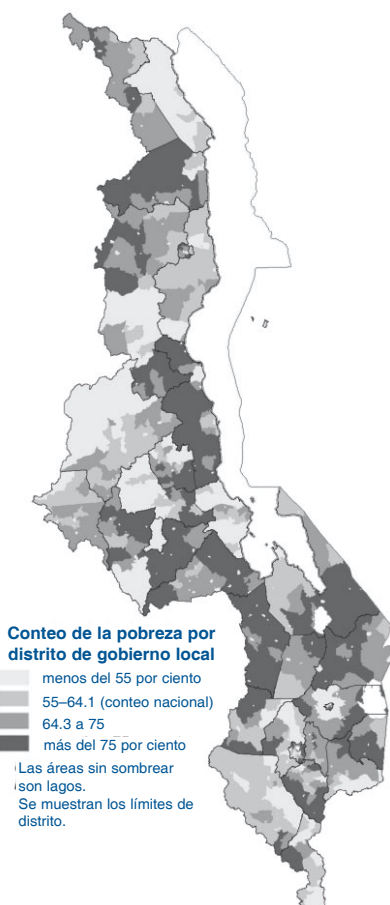 Conteo de la pobreza por
distrito de gobierno local
menos del 55 por ciento
55–64.1 (conteo nacional)
64.3 a 75
más del 75 por ciento
Las áreas sin sombrear
son lagos.
Se muestran los límites de
distrito.